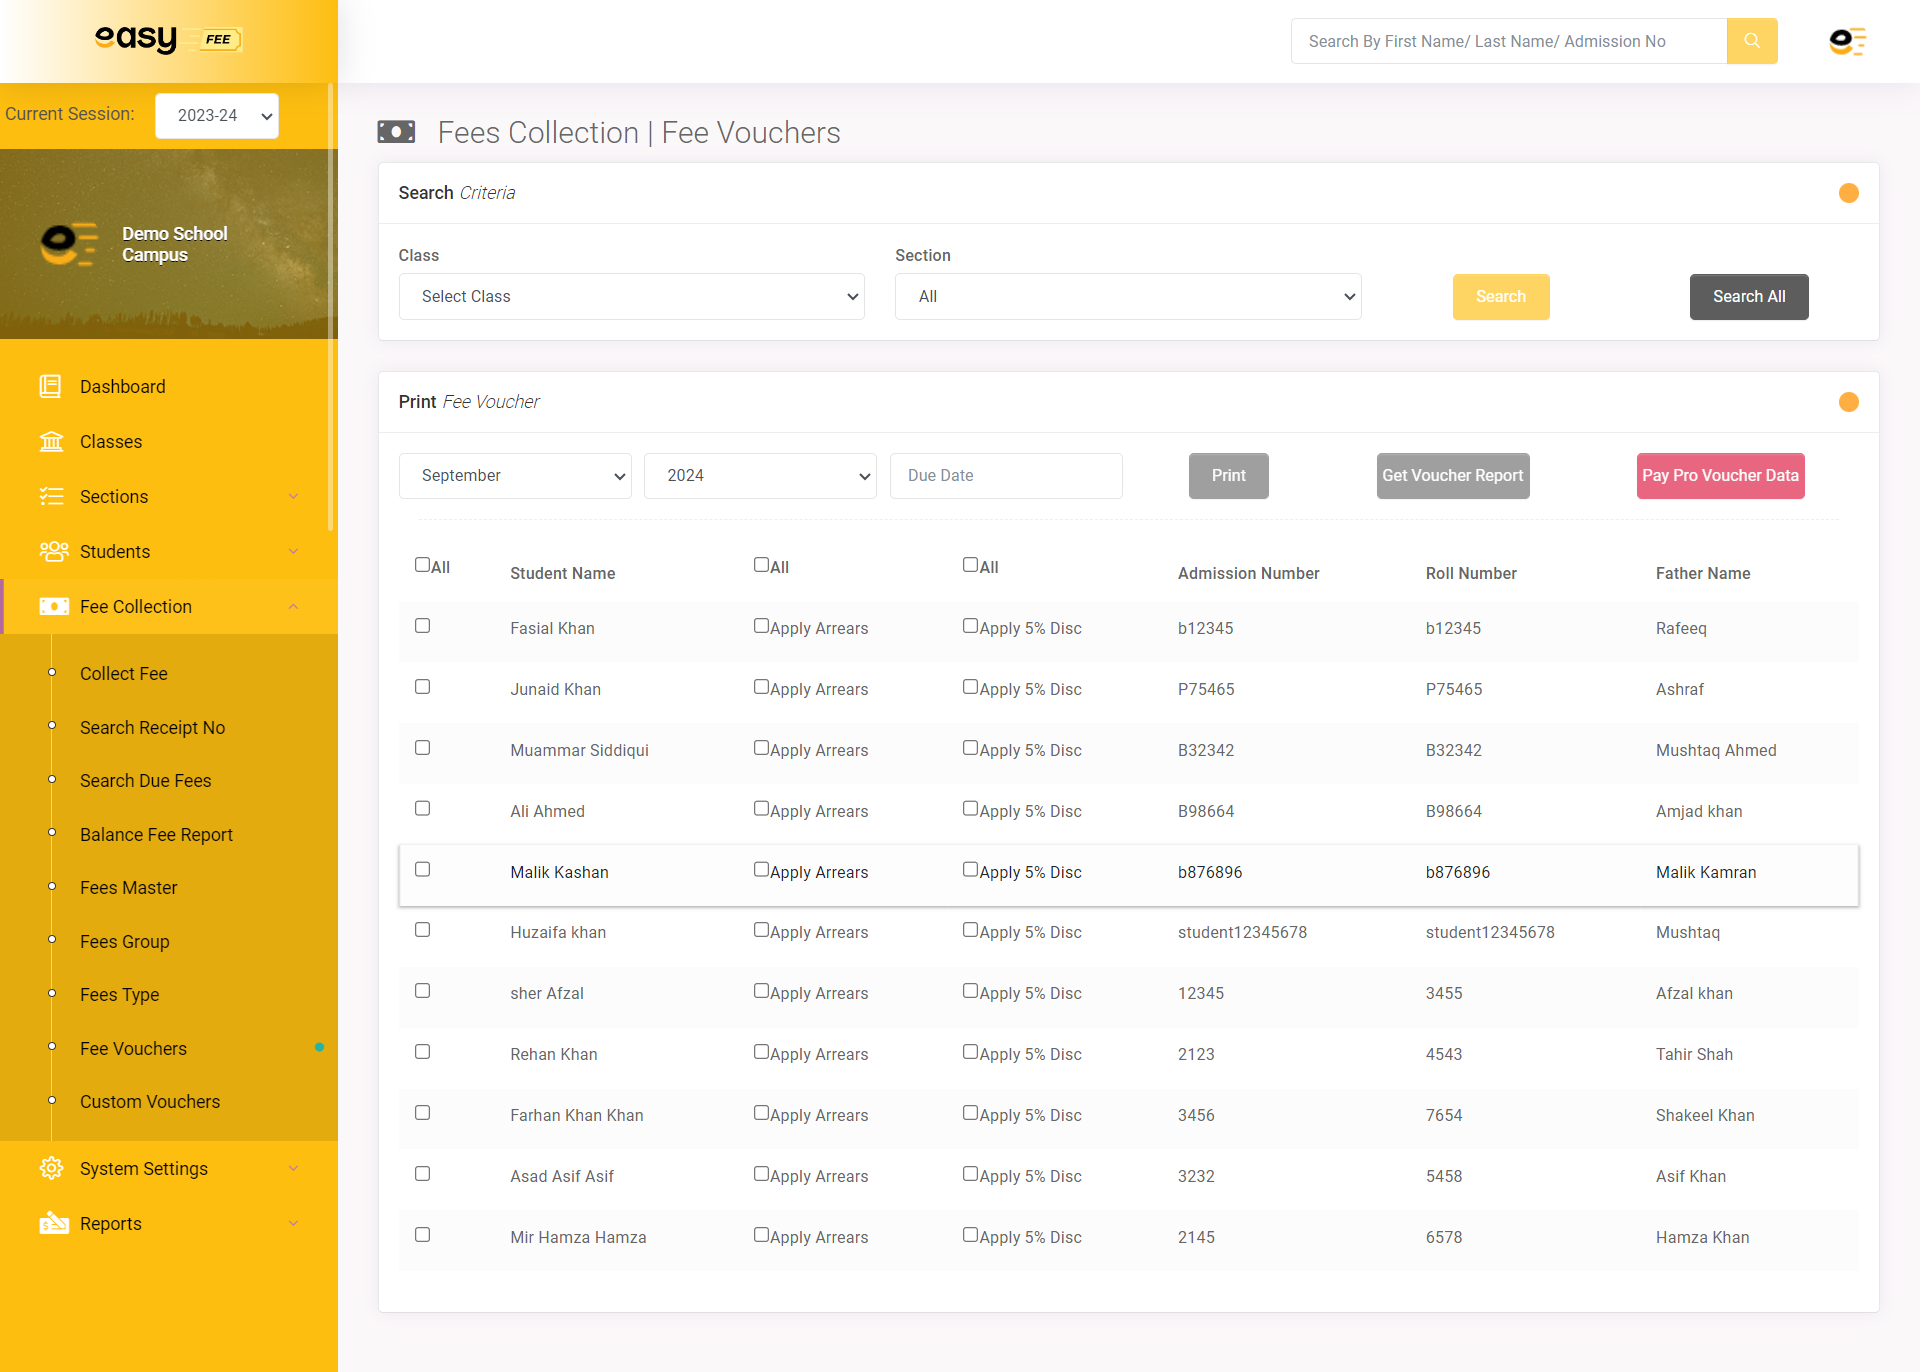 easy FEE
Search By First Name/ Last Name/ Admission No
Current Session: 2023-24
Demo School
Campus
Dashboard
Classes
Sections
Students
Fee Collection
Collect Fee
Search Receipt No
Search Due Fees
Balance Fee Report
Fees Master
Fees Group
Fees Type
Fee Vouchers
Custom Vouchers
System Settings
Reports
Fees Collection | Fee Vouchers
Search Criteria
Class Section
Select Class All Search Search All
Print Fee Voucher
September 2024 Due Date Print Get Voucher Report Pay Pro Voucher Data
All Student Name All All Admission Number Roll Number Father Name
Fasial Khan Apply Arrears Apply 5% Disc b12345 b12345 Rafeeq
Junaid Khan Apply Arrears Apply 5% Disc P75465 P75465 Ashraf
Muammar Siddiqui Apply Arrears Apply 5% Disc B32342 B32342 Mushtaq Ahmed
Ali Ahmed Apply Arrears Apply 5% Disc B98664 B98664 Amjad khan
Malik Kashan Apply Arrears Apply 5% Disc b876896 b876896 Malik Kamran
Huzaifa khan Apply Arrears Apply 5% Disc student12345678 student12345678 Mushtaq
sher Afzal Apply Arrears Apply 5% Disc 12345 3455 Afzal khan
Rehan Khan Apply Arrears Apply 5% Disc 2123 4543 Tahir Shah
Farhan Khan Khan Apply Arrears Apply 5% Disc 3456 7654 Shakeel Khan
Asad Asif Asif Apply Arrears Apply 5% Disc 3232 5458 Asif Khan
Mir Hamza Hamza Apply Arrears Apply 5% Disc 2145 6578 Hamza Khan